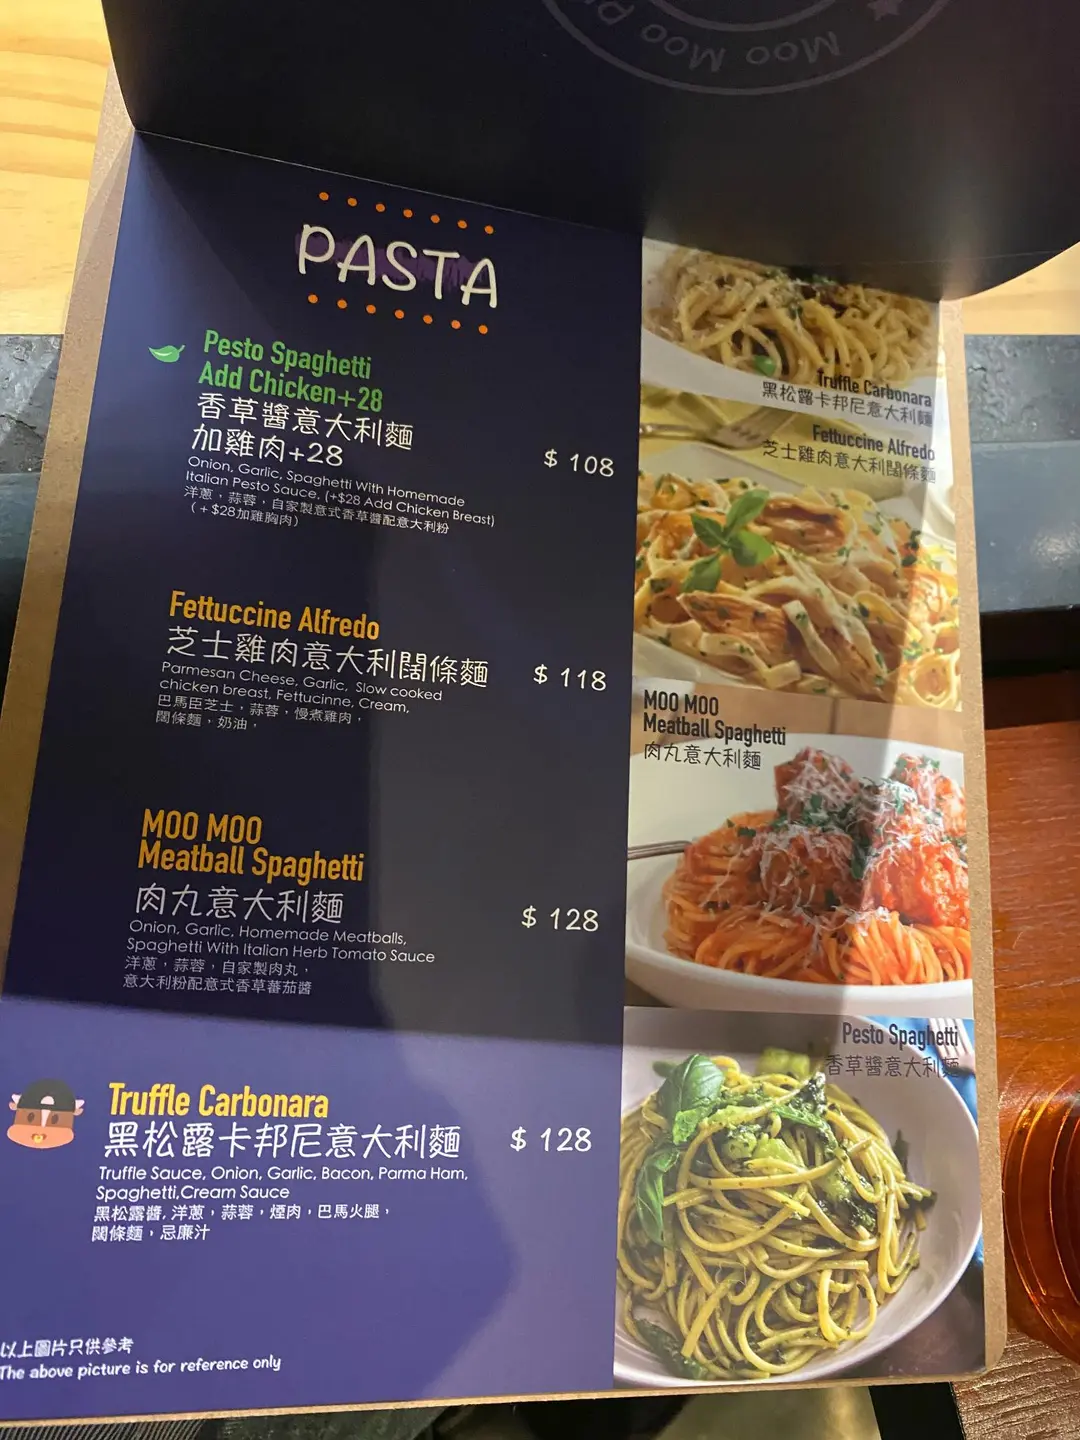 Moo Moo
PASTA
Pesto Spaghetti
Add Chicken+28
香草醬意大利麵
加雞肉+28
$ 108
Onion, Garlic, Spaghetti With Homemade
Italian Pesto Sauce. (+$28 Add Chicken Breast)
洋蔥，蒜蓉，自家製意式香草醬配意大利粉
（＋$28加雞胸肉）
Fettuccine Alfredo
芝士雞肉意大利闊條麵
$ 118
Parmesan Cheese, Garlic, Slow cooked
chicken breast, Fettucinne, Cream,
巴馬臣芝士，蒜蓉，慢煮雞肉，
闊條麵，奶油，
MOO MOO
Meatball Spaghetti
肉丸意大利麵
$ 128
Onion, Garlic, Homemade Meatballs,
Spaghetti With Italian Herb Tomato Sauce
洋蔥，蒜蓉，自家製肉丸，
意大利粉配意式香草蕃茄醬
Truffle Carbonara
黑松露卡邦尼意大利麵
$ 128
Truffle Sauce, Onion, Garlic, Bacon, Parma Ham,
Spaghetti,Cream Sauce
黑松露醬, 洋蔥，蒜蓉，煙肉，巴馬火腿，
闊條麵，忌廉汁
以上圖片只供參考
The above picture is for reference only
Truffle Carbonara
黑松露卡邦尼意大利麵
Fettuccine Alfredo
芝士雞肉意大利闊條麵
MOO MOO
Meatball Spaghetti
肉丸意大利麵
Pesto Spaghetti
香草醬意大利麵